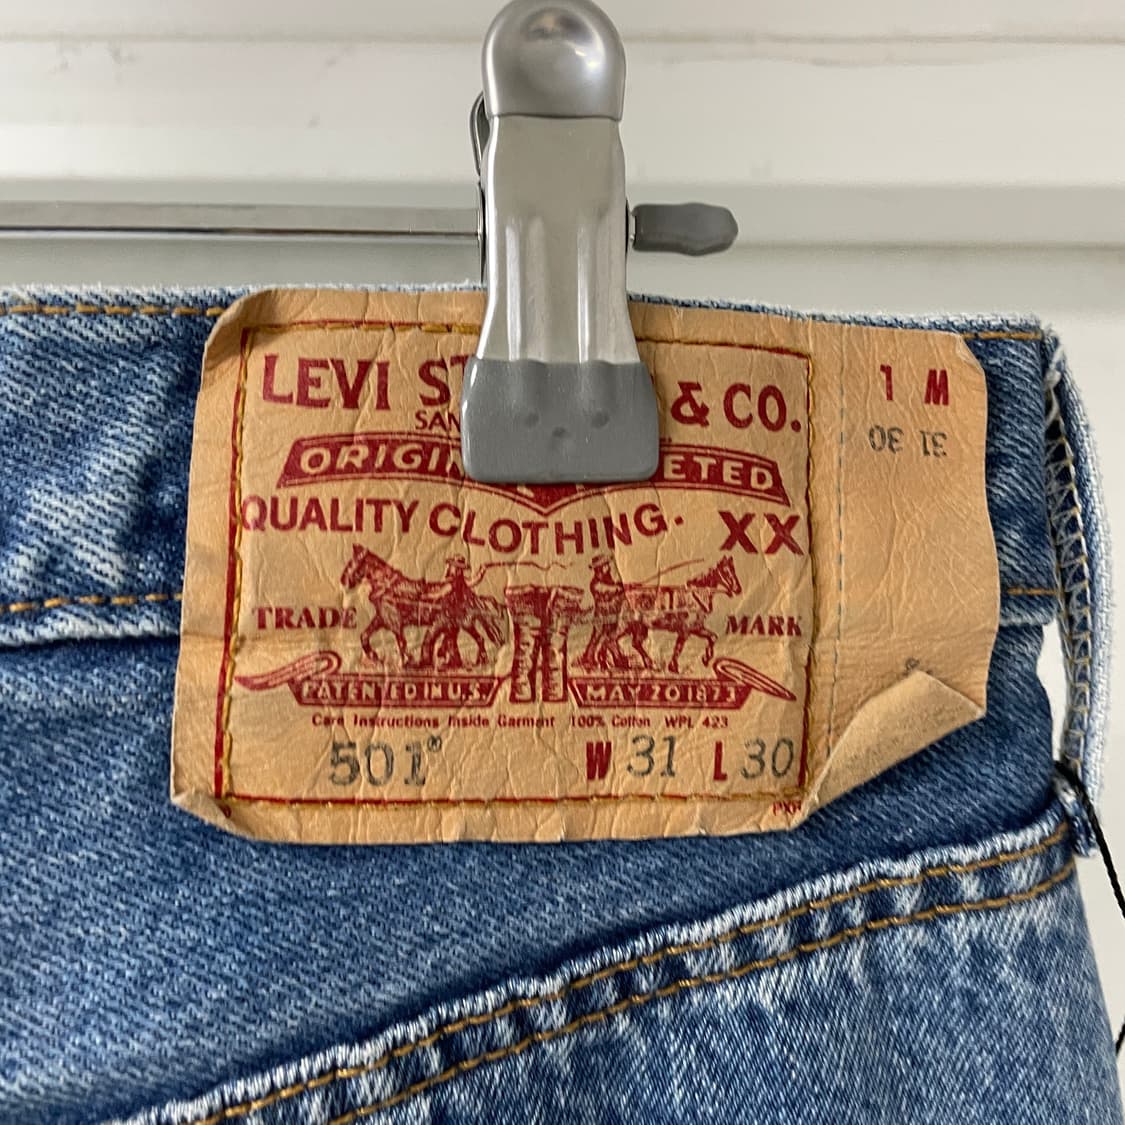 LEVI ST & CO.
SAN
ORIGIN ETED
QUALITY CLOTHING. XX
TRADE MARK
PATENTED IN U.S. MAY 20 1873
Care Instructions Inside Garment 100% Cotton WPL 423
501® W 31 L 30
W L
31 30